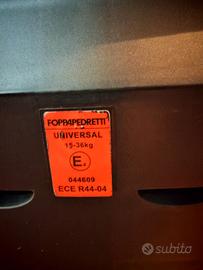 FOPPAPEDRETTI
UNIVERSAL
15-36kg
E
044609
ECE R44-04
subito